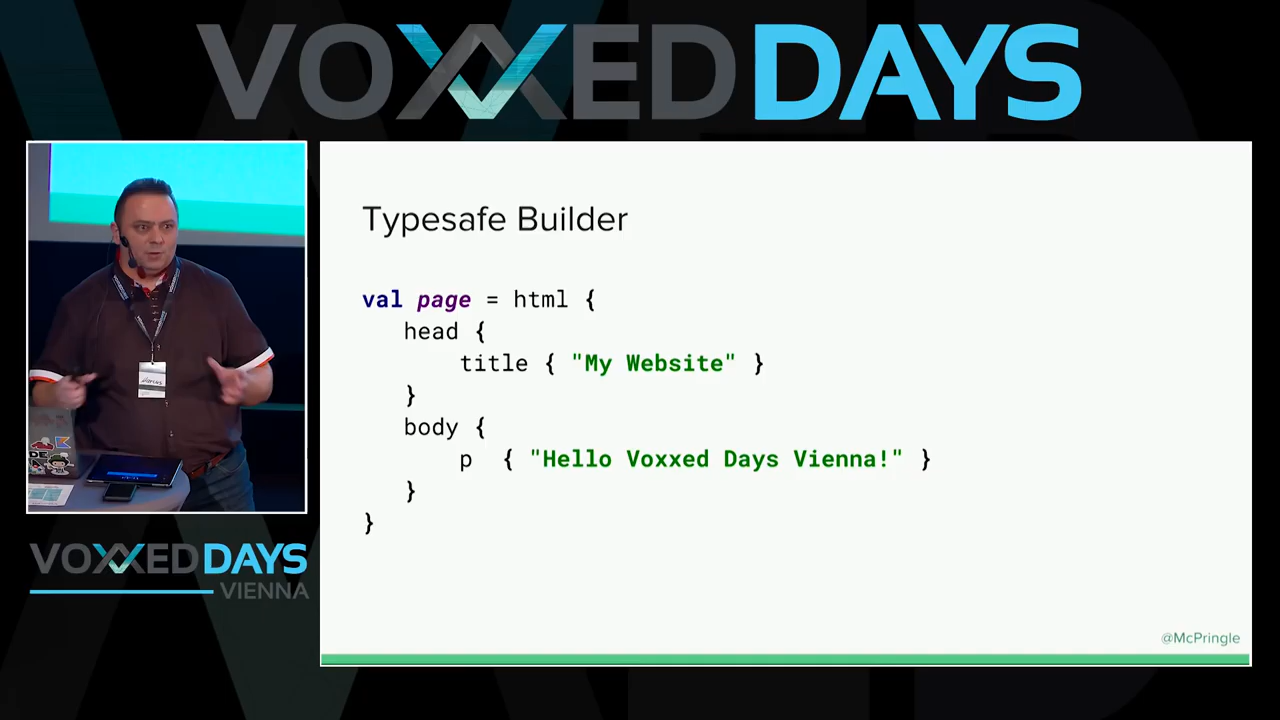 VOXXED DAYS
Typesafe Builder
val page = html {
head {
title { "My Website" }
}
body {
p { "Hello Voxxed Days Vienna!" }
}
}
VOXXED DAYS
VIENNA
@McPringle